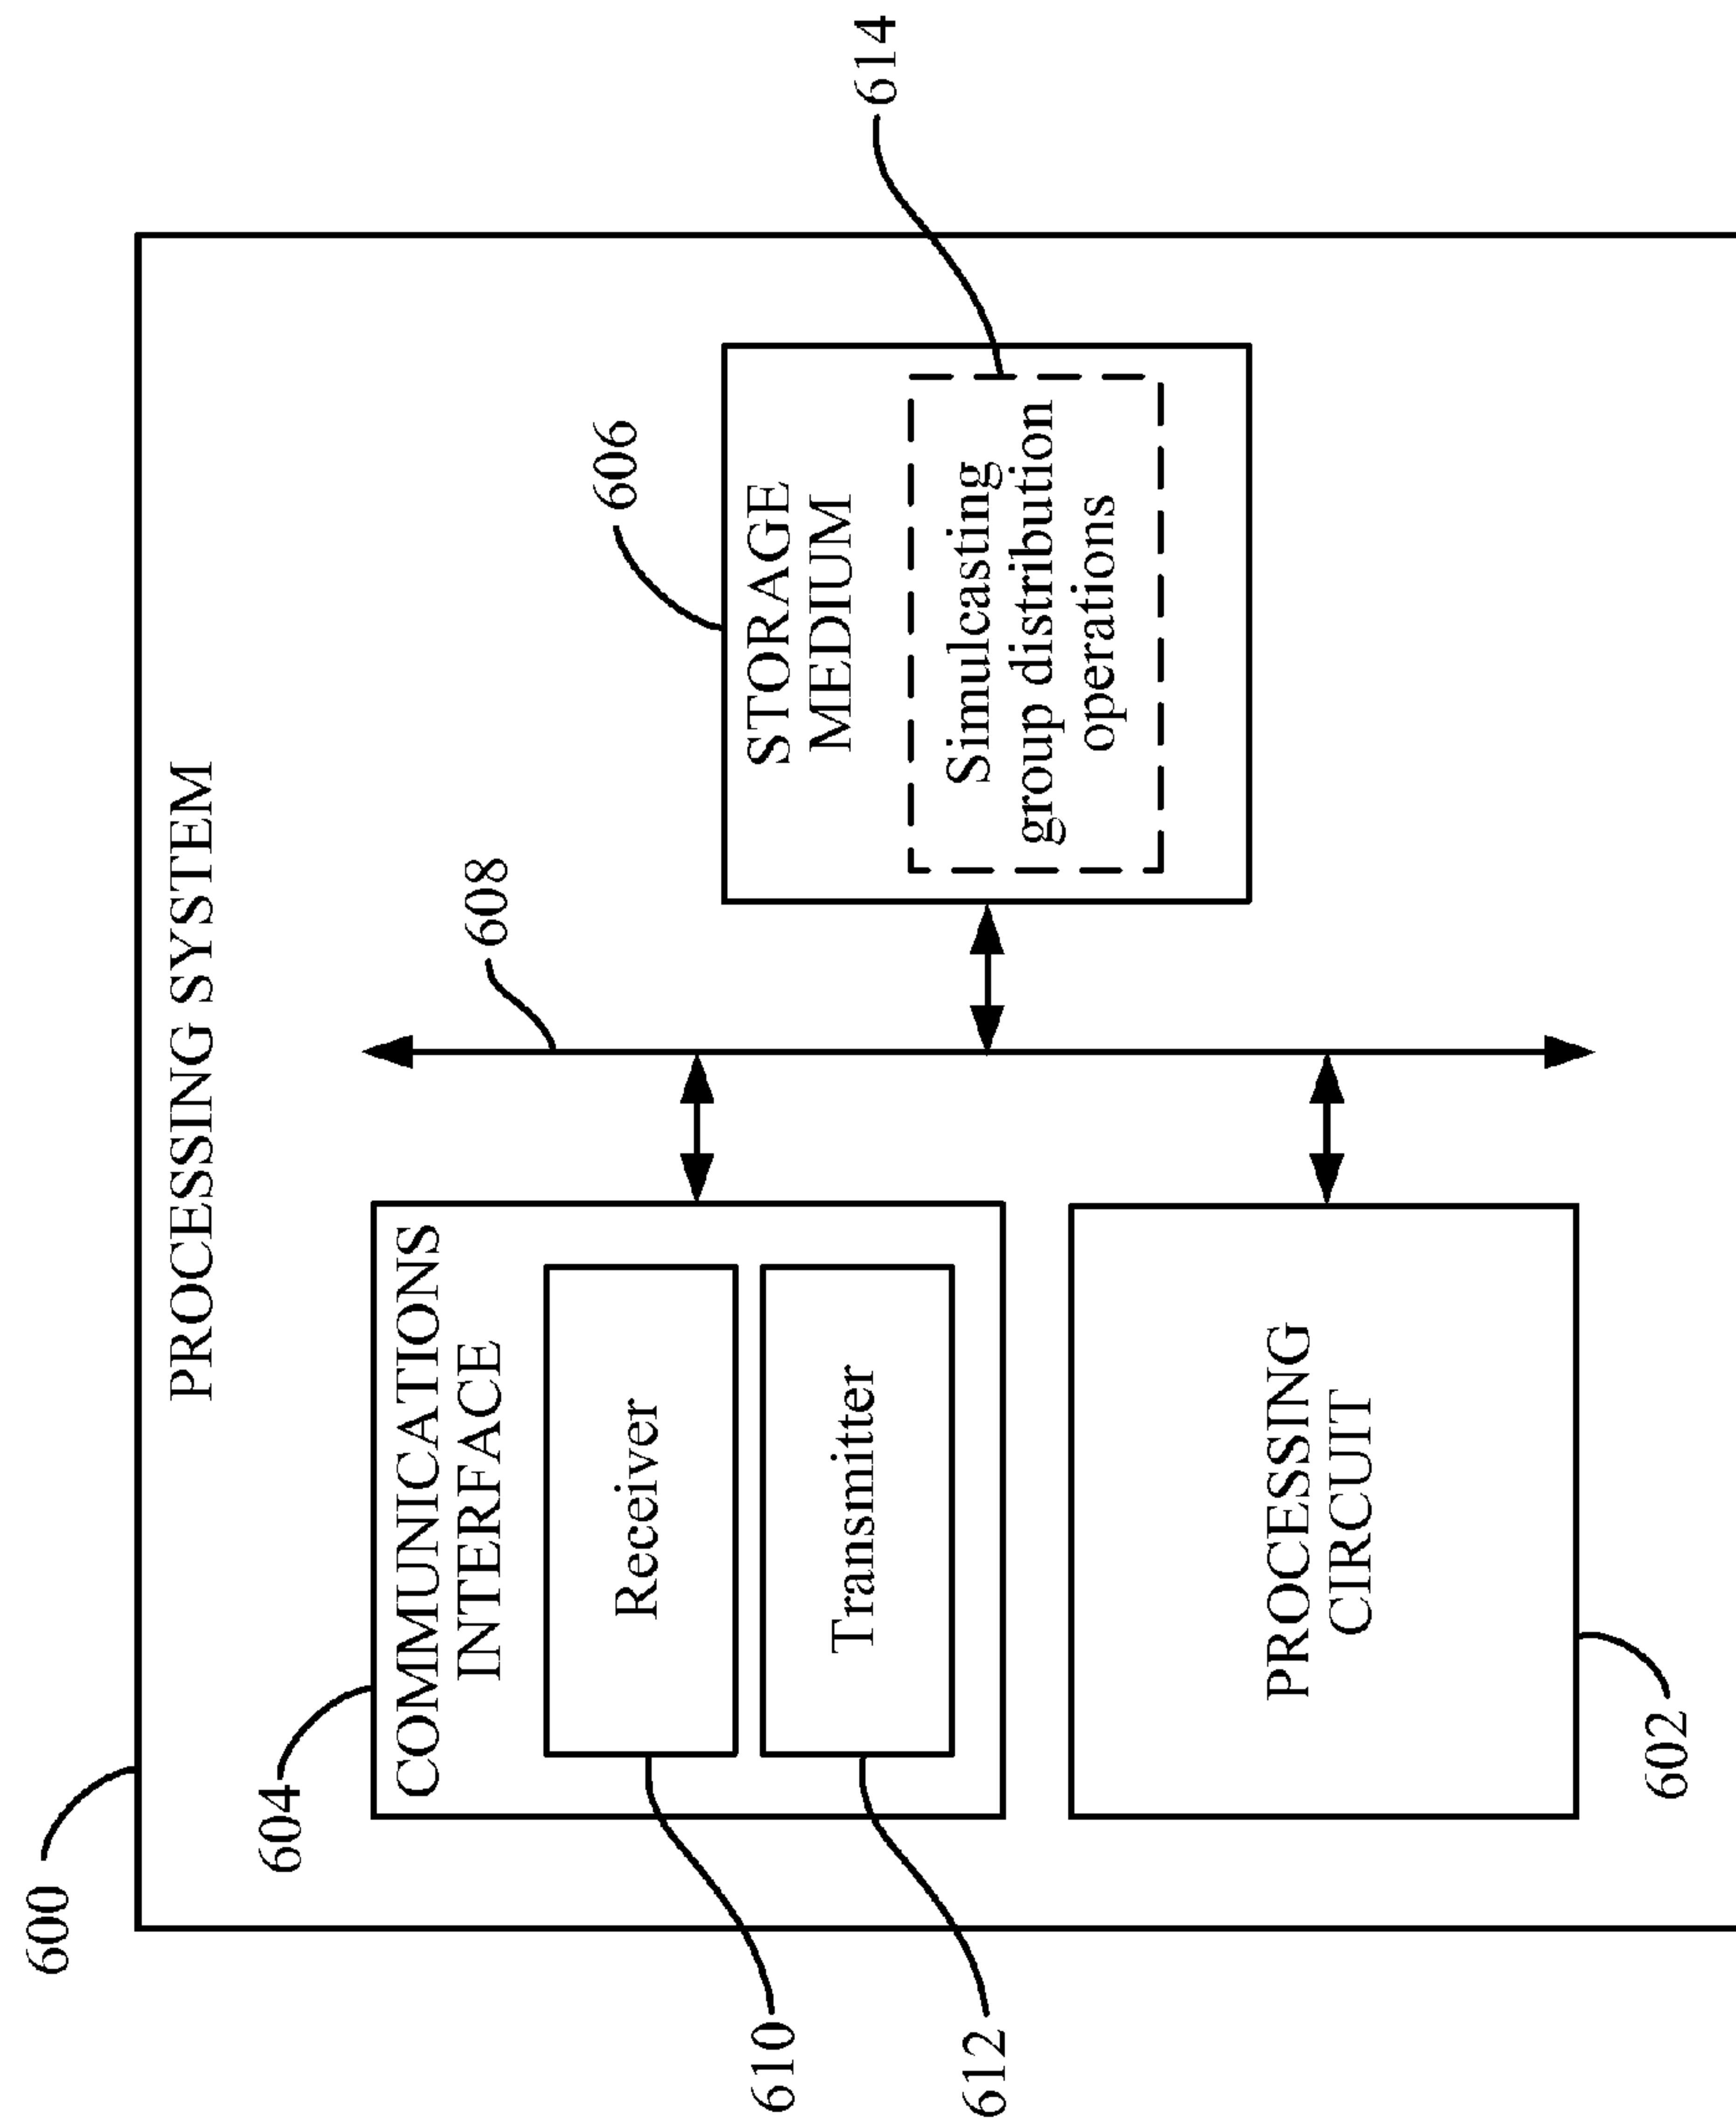 600
PROCESSING SYSTEM
604
COMMUNICATIONS
INTERFACE
610
Receiver
612
Transmitter
608
606
STORAGE
MEDIUM
614
Simulcasting
group distribution
operations
PROCESSING
CIRCUIT
602